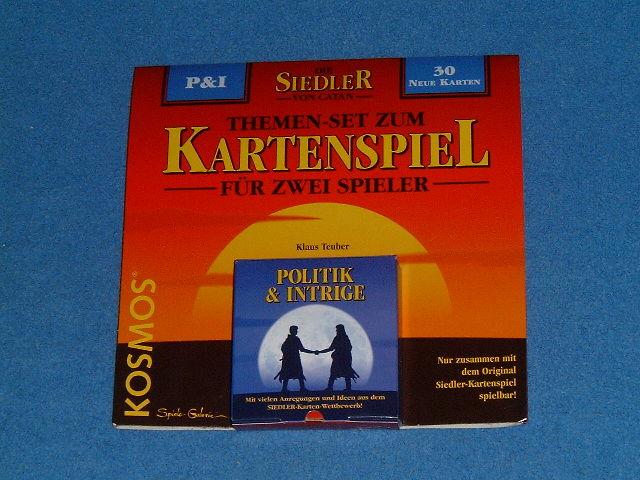 P&I
DIE
SIEDLER
VON CATAN
30
NEUE KARTEN
THEMEN-SET ZUM
KARTENSPIEL
FÜR ZWEI SPIELER
Klaus Teuber
POLITIK
& INTRIGE
Mit vielen Anregungen und Ideen aus dem
SIEDLER-Karten-Wettbewerb!
KOSMOS®
Spiele-Galerie
Nur zusammen mit
dem Original
Siedler-Kartenspiel
spielbar!